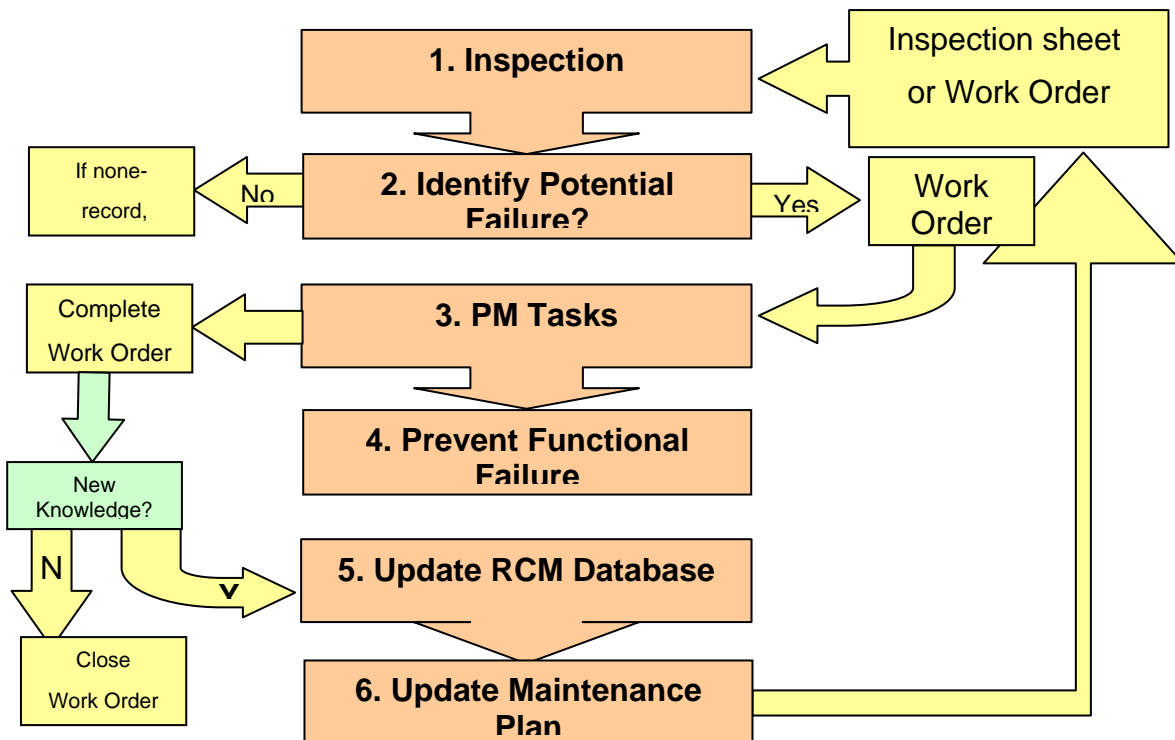 1. Inspection
Inspection sheet
or Work Order
If none-
record,
No
2. Identify Potential
Failure?
Yes
Work
Order
Complete
Work Order
3. PM Tasks
4. Prevent Functional
Failure
New
Knowledge?
N
Y
5. Update RCM Database
Close
Work Order
6. Update Maintenance
Plan